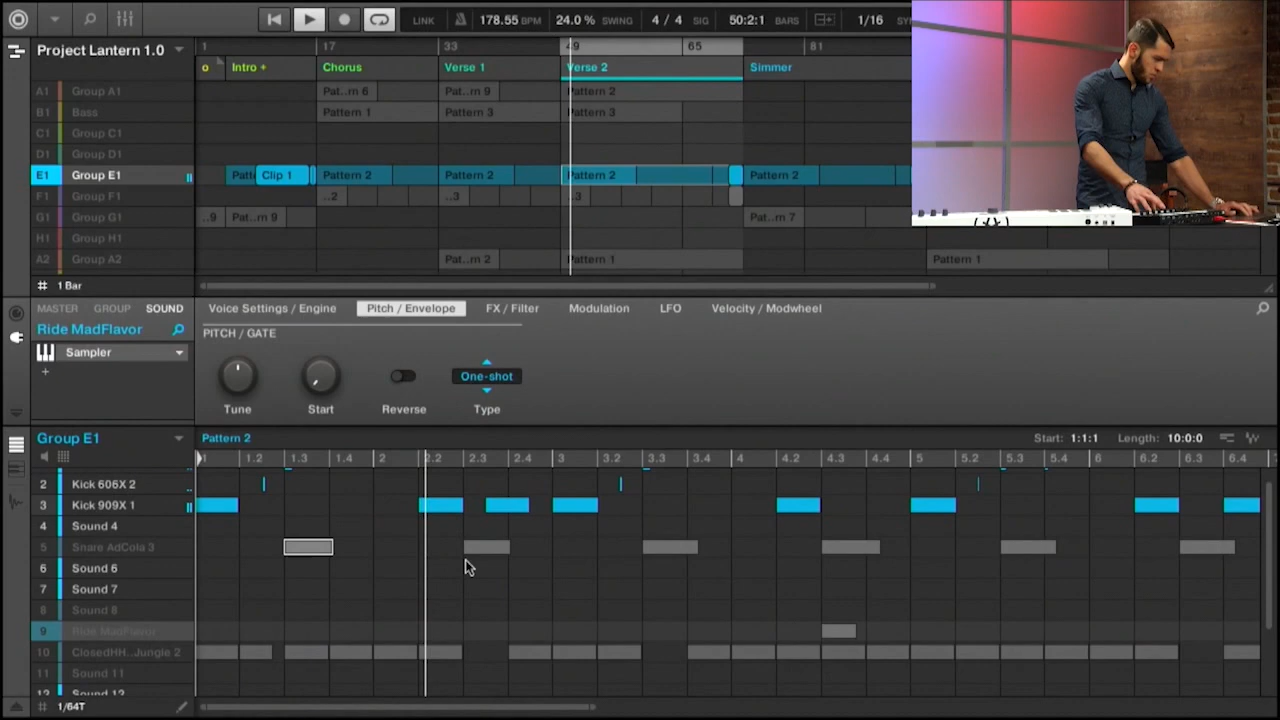 LINK 178.55 BPM 24.0 % SWING 4 / 4 SIG 50:2:1 BARS 1/16
Project Lantern 1.0 1 17 33 49 65 81
o Intro + Chorus Verse 1 Verse 2 Simmer
A1 Group A1 Pat..m 6 Pat..m 9 Pattern 2
B1 Bass Pattern 1 Pattern 3 Pattern 3
C1 Group C1
D1 Group D1
E1 Group E1 Clip 1 Pattern 2 Pattern 2 Pattern 2 Pattern 2
F1 Group F1 ..2 ..3 ..3
G1 Group G1 ..9 Pat..m 9 Pat..m 7
H1 Group H1
A2 Group A2 Pat..m 2 Pattern 1 Pattern 1
1 Bar
MASTER GROUP SOUND Voice Settings / Engine Pitch / Envelope FX / Filter Modulation LFO Velocity / Modwheel
Ride MadFlavor PITCH / GATE
Sampler
One-shot
+ Tune Start Reverse Type
Group E1 Pattern 2 Start: 1:1:1 Length: 10:0:0
1 1.2 1.3 1.4 2 2.2 2.3 2.4 3 3.2 3.3 3.4 4 4.2 4.3 4.4 5 5.2 5.3 5.4 6 6.2 6.3 6.4
2 Kick 606X 2
3 Kick 909X 1
4 Sound 4
5 Snare AdCola 3
6 Sound 6
7 Sound 7
8 Sound 8
9 Ride MadFlavor
10 ClosedHH..Jungle 2
11 Sound 11
12 Sound 12
1/64T